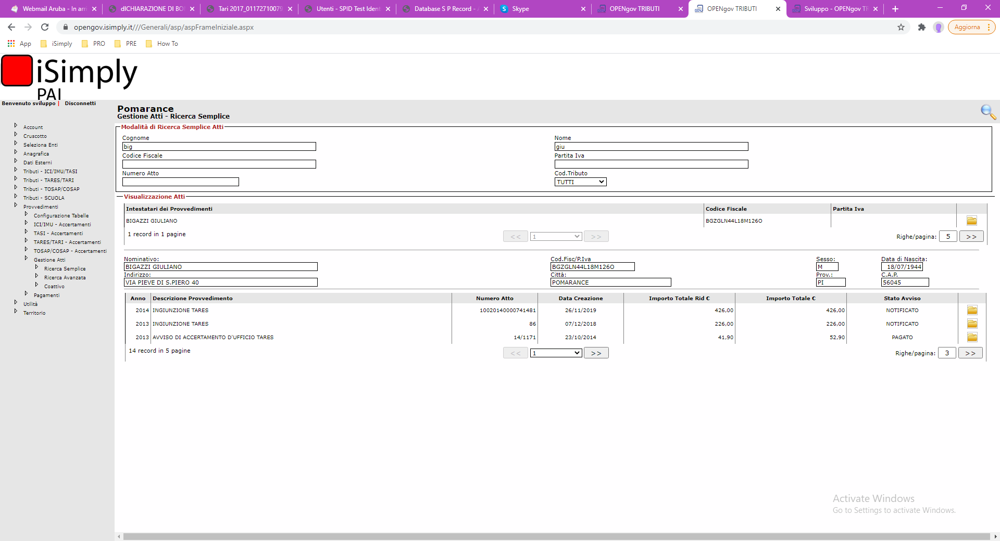 Webmail Aruba - In arri
dICHIARAZIONE DI BO
Tari 2017_01172710079
Utenti - SPID Test Ident
Database S P Record -
Skype
OPENgov TRIBUTI
OPENgov TRIBUTI
Sviluppo - OPENgov TR
opengov.isimply.it///Generali/asp/aspFrameIniziale.aspx
Aggiorna
App
iSimply
PRO
PRE
How To
iSimply
PAI
Benvenuto sviluppo | Disconnetti
Account
Cruscotto
Seleziona Enti
Anagrafica
Dati Esterni
Tributi - ICI/IMU/TASI
Tributi - TARES/TARI
Tributi - TOSAP/COSAP
Tributi - SCUOLA
Provvedimenti
Configurazione Tabelle
ICI/IMU - Accertamenti
TASI - Accertamenti
TARES/TARI - Accertamenti
TOSAP/COSAP - Accertamenti
Gestione Atti
Ricerca Semplice
Ricerca Avanzata
Coattivo
Pagamenti
Utilità
Territorio
Pomarance
Gestione Atti - Ricerca Semplice
Modalità di Ricerca Semplice Atti
Cognome Nome
big giu
Codice Fiscale Partita Iva
Numero Atto Cod.Tributo
TUTTI
Visualizzazione Atti
Intestatari dei Provvedimenti Codice Fiscale Partita Iva
BIGAZZI GIULIANO BGZGLN44L18M126O
1 record in 1 pagine << 1 >> Righe/pagina: 5 >>
Nominativo: Cod.Fisc/P.Iva Sesso: Data di Nascita:
BIGAZZI GIULIANO BGZGLN44L18M126O M 18/07/1944
Indirizzo: Città: Prov.: C.A.P.
VIA PIEVE DI S.PIERO 40 POMARANCE PI 56045
Anno Descrizione Provvedimento Numero Atto Data Creazione Importo Totale Rid € Importo Totale € Stato Avviso
2014 INGIUNZIONE TARES 10020140000741481 26/11/2019 426,00 426,00 NOTIFICATO
2013 INGIUNZIONE TARES 86 07/12/2018 226,00 226,00 NOTIFICATO
2013 AVVISO DI ACCERTAMENTO D'UFFICIO TARES 14/1171 23/10/2014 41,90 52,90 PAGATO
14 record in 5 pagine << 1 >> Righe/pagina: 3 >>
Activate Windows
Go to Settings to activate Windows.